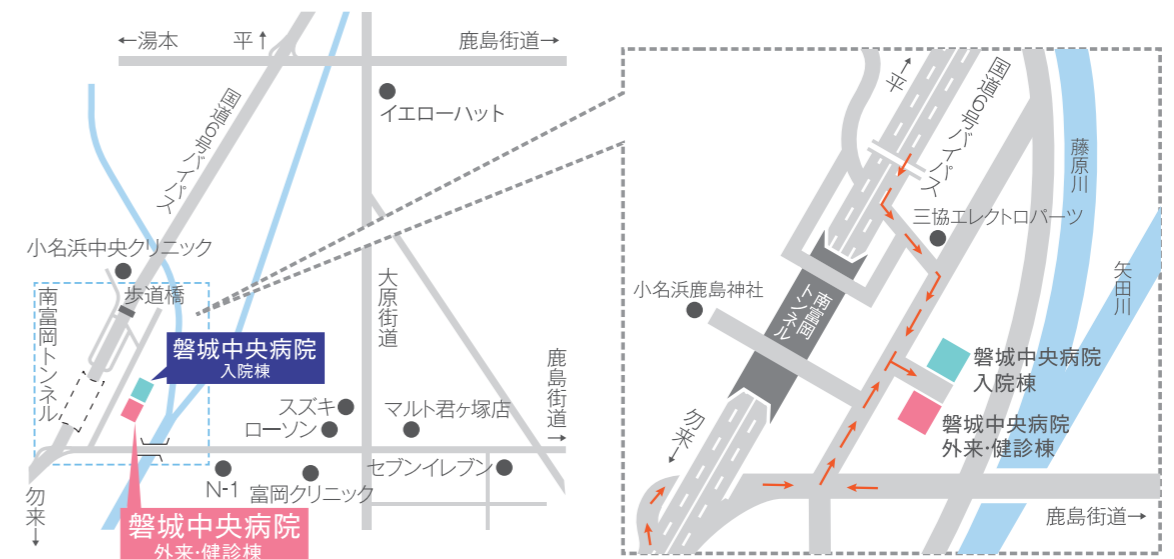 ←湯本
平↑
鹿島街道→
イエローハット
国道6号バイパス
小名浜中央クリニック
歩道橋
南富岡トンネル
磐城中央病院
入院棟
大原街道
鹿島街道→
スズキ
ローソン
マルト君ヶ塚店
セブンイレブン
N-1
富岡クリニック
勿来→
磐城中央病院
外来・健診棟
↑平
国道6号バイパス
藤原川
三協エレクトロパーツ
矢田川
小名浜鹿島神社
南富岡
トンネル
磐城中央病院
入院棟
磐城中央病院
外来・健診棟
勿来→
鹿島街道→